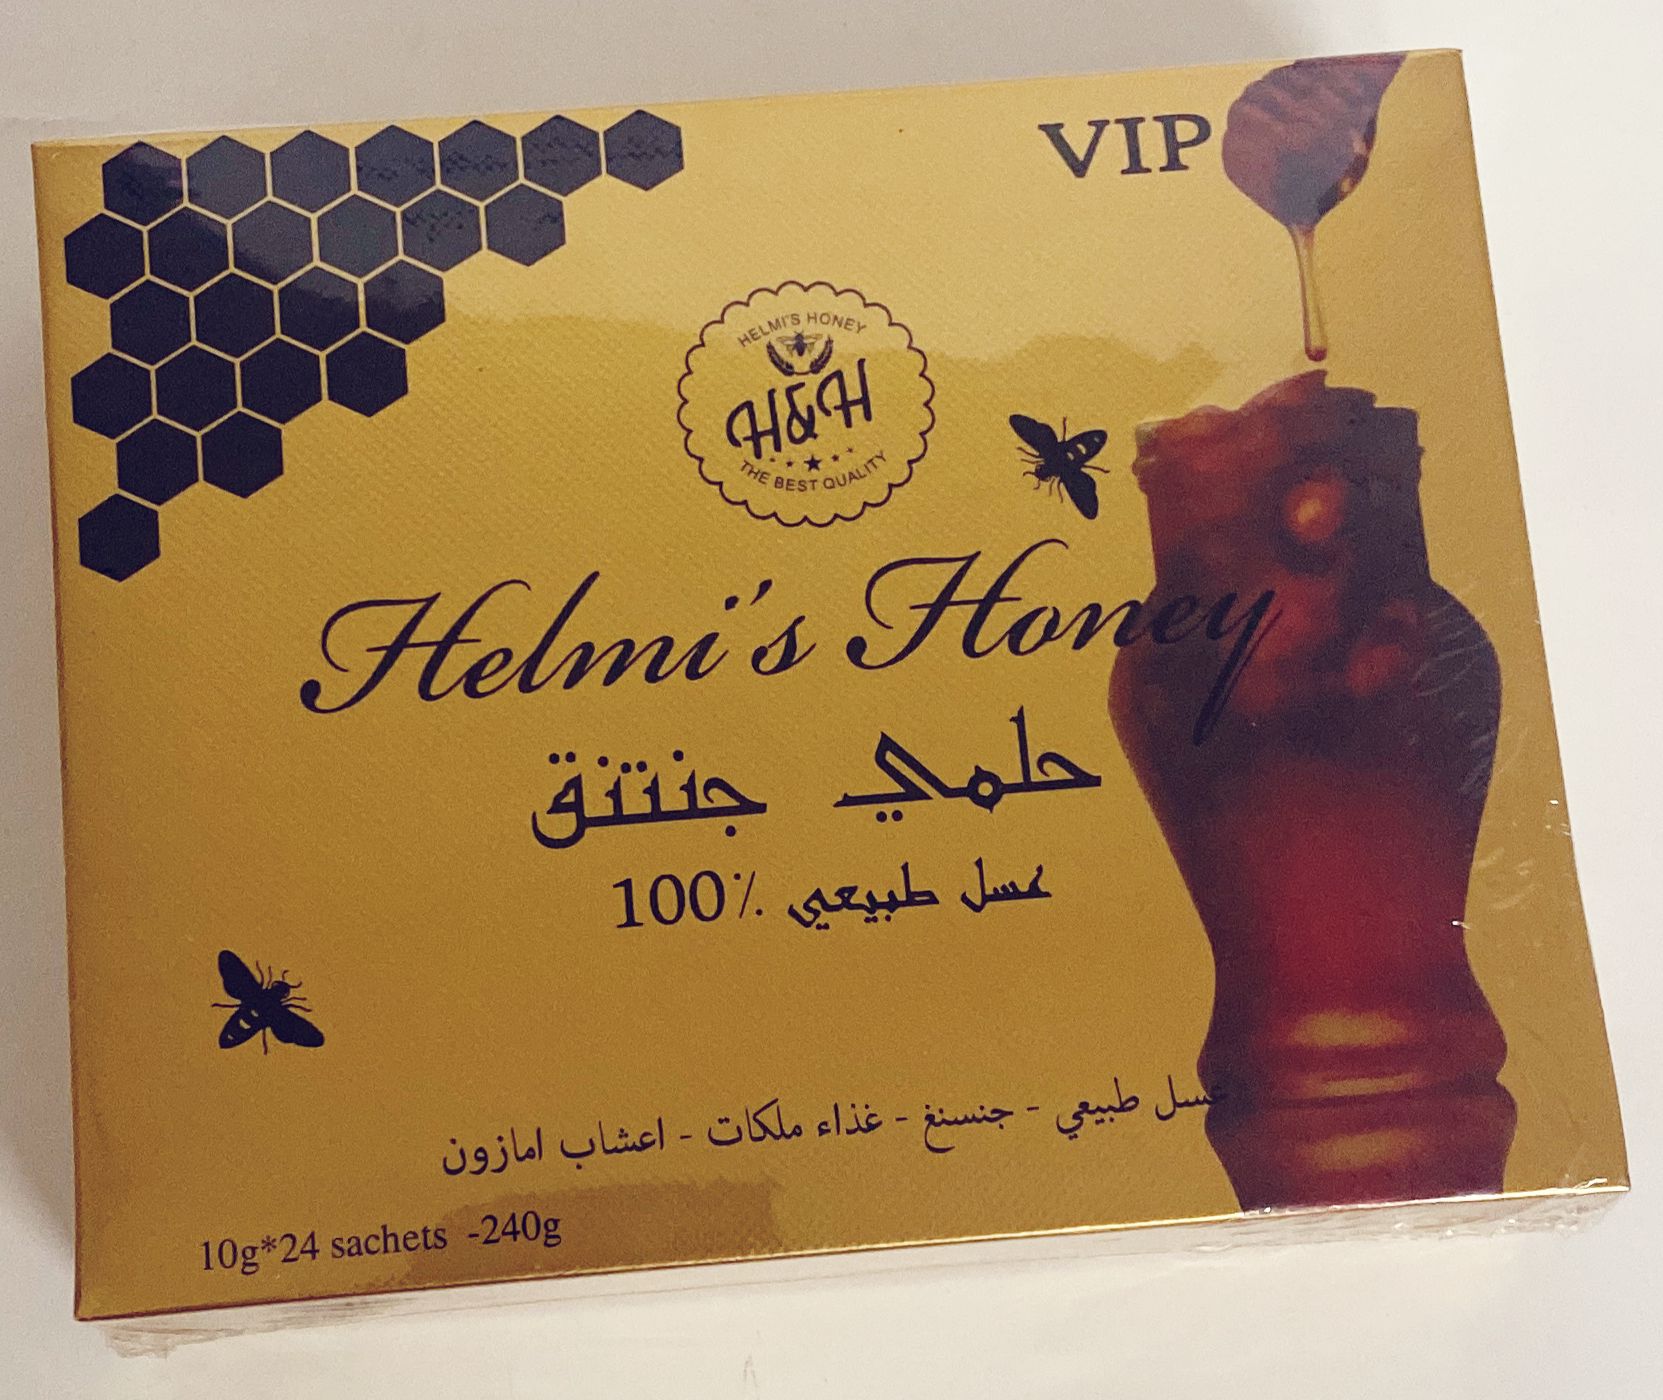 VIP
HELMI'S HONEY
H&H
THE BEST QUALITY
Helmi's Honey
حلمي جنتنق
عسل طبيعي 100٪
عسل طبيعي - جنسنغ - غذاء ملكات - اعشاب امازون
10g*24 sachets -240g